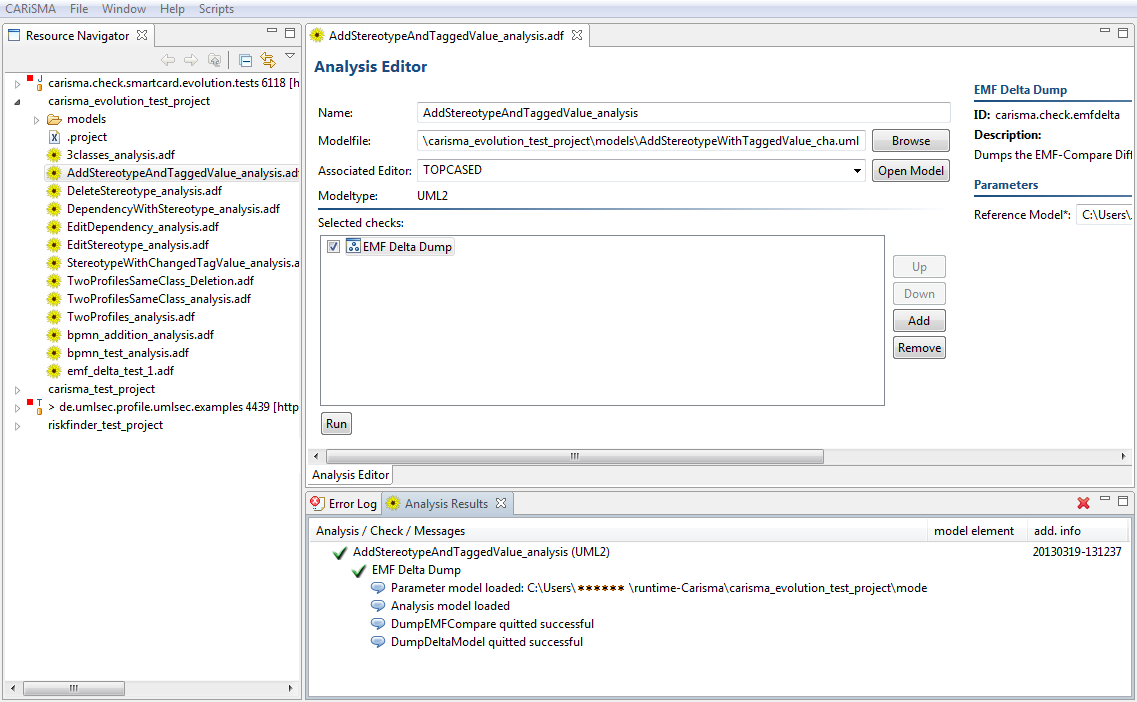 CARiSMA File Window Help Scripts
Resource Navigator
carisma.check.smartcard.evolution.tests 6118 [h
carisma_evolution_test_project
models
.project
3classes_analysis.adf
AddStereotypeAndTaggedValue_analysis.adf
DeleteStereotype_analysis.adf
DependencyWithStereotype_analysis.adf
EditDependency_analysis.adf
EditStereotype_analysis.adf
StereotypeWithChangedTagValue_analysis.a
TwoProfilesSameClass_Deletion.adf
TwoProfilesSameClass_analysis.adf
TwoProfiles_analysis.adf
bpmn_addition_analysis.adf
bpmn_test_analysis.adf
emf_delta_test_1.adf
carisma_test_project
> de.umlsec.profile.umlsec.examples 4439 [http
riskfinder_test_project
AddStereotypeAndTaggedValue_analysis.adf
Analysis Editor
Name: AddStereotypeAndTaggedValue_analysis
Modelfile: \carisma_evolution_test_project\models\AddStereotypeWithTaggedValue_cha.uml Browse
Associated Editor: TOPCASED Open Model
Modeltype: UML2
Selected checks:
EMF Delta Dump
Up
Down
Add
Remove
Run
EMF Delta Dump
ID: carisma.check.emfdelta
Description:
Dumps the EMF-Compare Diff
Parameters
Reference Model*: C:\Users\
Analysis Editor
Error Log Analysis Results
Analysis / Check / Messages model element add. info
AddStereotypeAndTaggedValue_analysis (UML2) 20130319-131237
EMF Delta Dump
Parameter model loaded: C:\Users\ ****** \runtime-Carisma\carisma_evolution_test_project\mode
Analysis model loaded
DumpEMFCompare quitted successful
DumpDeltaModel quitted successful